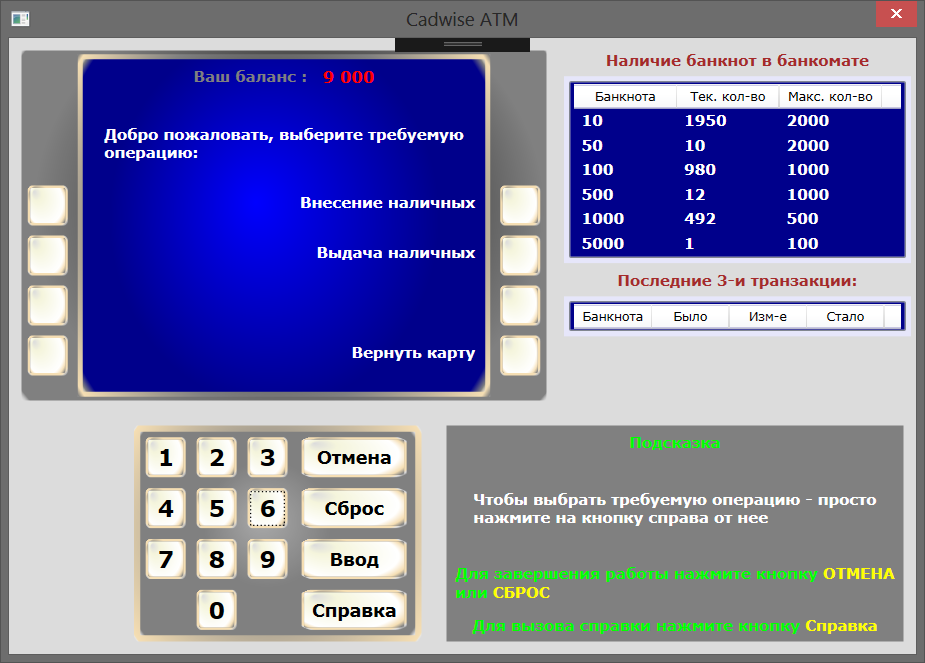 Cadwise ATM
Ваш баланс : 9 000
Добро пожаловать, выберите требуемую
операцию:
Внесение наличных
Выдача наличных
Вернуть карту
Наличие банкнот в банкомате
Банкнота Тек. кол-во Макс. кол-во
10 1950 2000
50 10 2000
100 980 1000
500 12 1000
1000 492 500
5000 1 100
Последние 3-и транзакции:
Банкнота Было Изм-е Стало
1 2 3 Отмена
4 5 6 Сброс
7 8 9 Ввод
0 Справка
Подсказка
Чтобы выбрать требуемую операцию - просто
нажмите на кнопку справа от нее
Для завершения работы нажмите кнопку ОТМЕНА
или СБРОС
Для вызова справки нажмите кнопку Справка